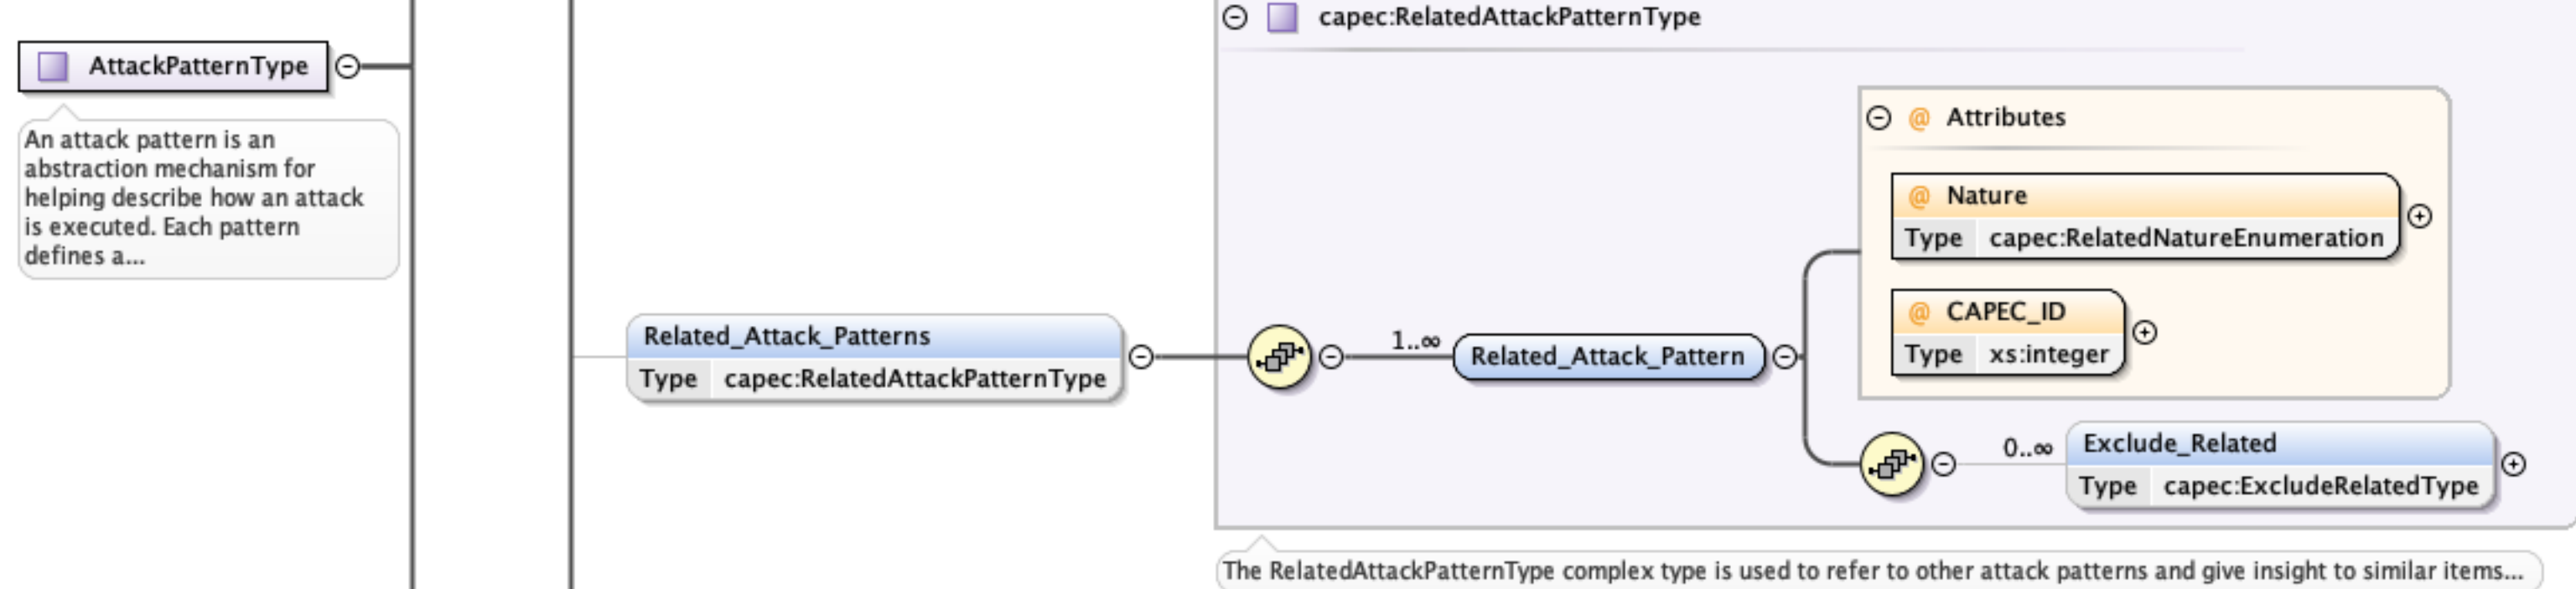 AttackPatternType
An attack pattern is an
abstraction mechanism for
helping describe how an attack
is executed. Each pattern
defines a...
Related_Attack_Patterns
Type capec:RelatedAttackPatternType
capec:RelatedAttackPatternType
1..∞
Related_Attack_Pattern
@ Attributes
@ Nature
Type capec:RelatedNatureEnumeration
@ CAPEC_ID
Type xs:integer
0..∞
Exclude_Related
Type capec:ExcludeRelatedType
The RelatedAttackPatternType complex type is used to refer to other attack patterns and give insight to similar items...